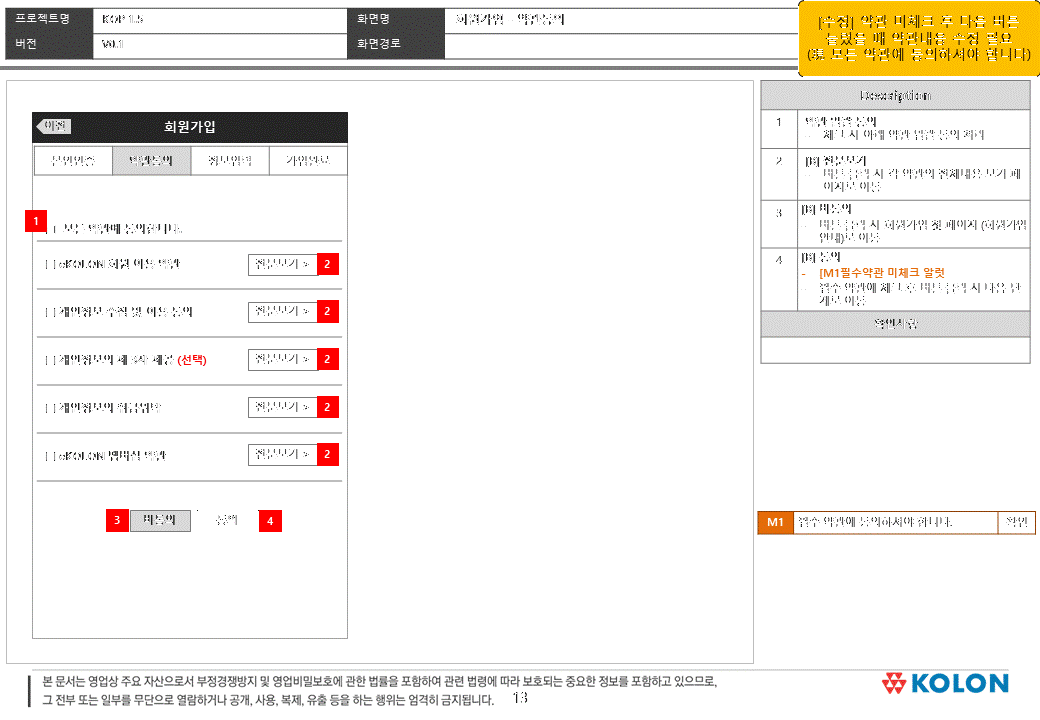 프로젝트명 KOP 1.5 화면명 회원가입 - 약관동의
버전 V0.1 화면경로
[수정] 약관 미체크 후 다음 버튼
눌렀을 때 약관내용 수정 필요
(모든 약관에 동의하셔야 합니다)
이전 회원가입
본인인증 약관동의 정보입력 가입완료
1
모든 약관에 동의합니다.
eKOLON 회원 이용 약관 전문보기 > 2
개인정보 수집 및 이용 동의 전문보기 > 2
개인정보의 제 3자 제공 (선택) 전문보기 > 2
개인정보의 취급위탁 전문보기 > 2
eKOLON 멤버십 약관 전문보기 > 2
3 미동의 동의 4
Description
1 약관 일괄 동의
- 체크 시 아래 약관 일괄 동의 처리
2 [B] 전문보기
- 버튼 클릭 시 각 약관의 전체내용 보기 페
이지로 이동
3 [B] 미동의
- 버튼 클릭 시 회원가입 첫 페이지 (회원가입
안내)로 이동
4 [B] 동의
- [M1필수약관 미체크 알럿
- 필수 약관에 체크 후 버튼 클릭 시 다음 단
계로 이동
확인사항
M1 필수 약관에 동의하셔야 합니다. 확인
본 문서는 영업상 주요 자산으로서 부정경쟁방지 및 영업비밀보호에 관한 법률을 포함하여 관련 법령에 따라 보호되는 중요한 정보를 포함하고 있으므로,
그 전부 또는 일부를 무단으로 열람하거나 공개, 사용, 복제, 유출 등을 하는 행위는 엄격히 금지됩니다. 13
KOLON